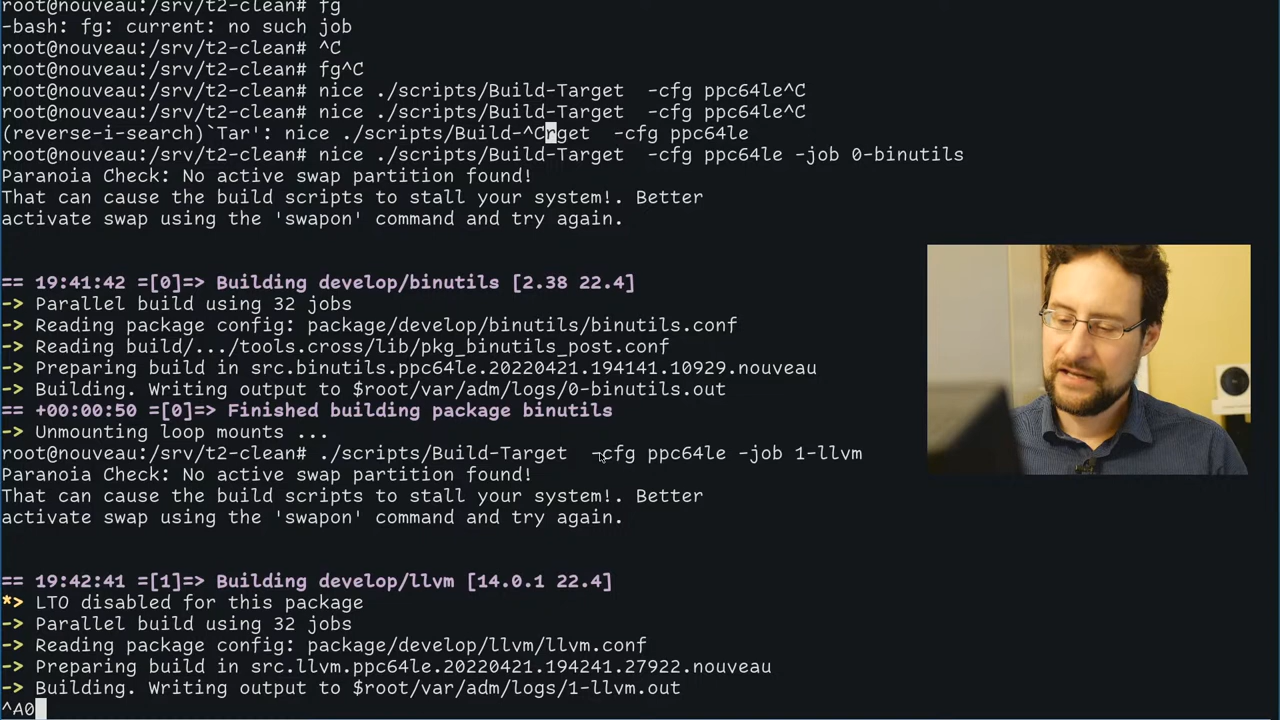 root@nouveau:/srv/t2-clean# fg
-bash: fg: current: no such job
root@nouveau:/srv/t2-clean# ^C
root@nouveau:/srv/t2-clean# fg^C
root@nouveau:/srv/t2-clean# nice ./scripts/Build-Target  -cfg ppc64le^C
root@nouveau:/srv/t2-clean# nice ./scripts/Build-Target  -cfg ppc64le^C
(reverse-i-search)`Tar': nice ./scripts/Build-^Crget  -cfg ppc64le
root@nouveau:/srv/t2-clean# nice ./scripts/Build-Target  -cfg ppc64le -job 0-binutils
Paranoia Check: No active swap partition found!
That can cause the build scripts to stall your system!. Better
activate swap using the 'swapon' command and try again.
== 19:41:42 =[0]=> Building develop/binutils [2.38 22.4]
-> Parallel build using 32 jobs
-> Reading package config: package/develop/binutils/binutils.conf
-> Reading build/.../tools.cross/lib/pkg_binutils_post.conf
-> Preparing build in src.binutils.ppc64le.20220421.194141.10929.nouveau
-> Building. Writing output to $root/var/adm/logs/0-binutils.out
== +00:00:50 =[0]=> Finished building package binutils
-> Unmounting loop mounts ...
root@nouveau:/srv/t2-clean# ./scripts/Build-Target  -cfg ppc64le -job 1-llvm
Paranoia Check: No active swap partition found!
That can cause the build scripts to stall your system!. Better
activate swap using the 'swapon' command and try again.
== 19:42:41 =[1]=> Building develop/llvm [14.0.1 22.4]
*> LTO disabled for this package
-> Parallel build using 32 jobs
-> Reading package config: package/develop/llvm/llvm.conf
-> Preparing build in src.llvm.ppc64le.20220421.194241.27922.nouveau
-> Building. Writing output to $root/var/adm/logs/1-llvm.out
^A0